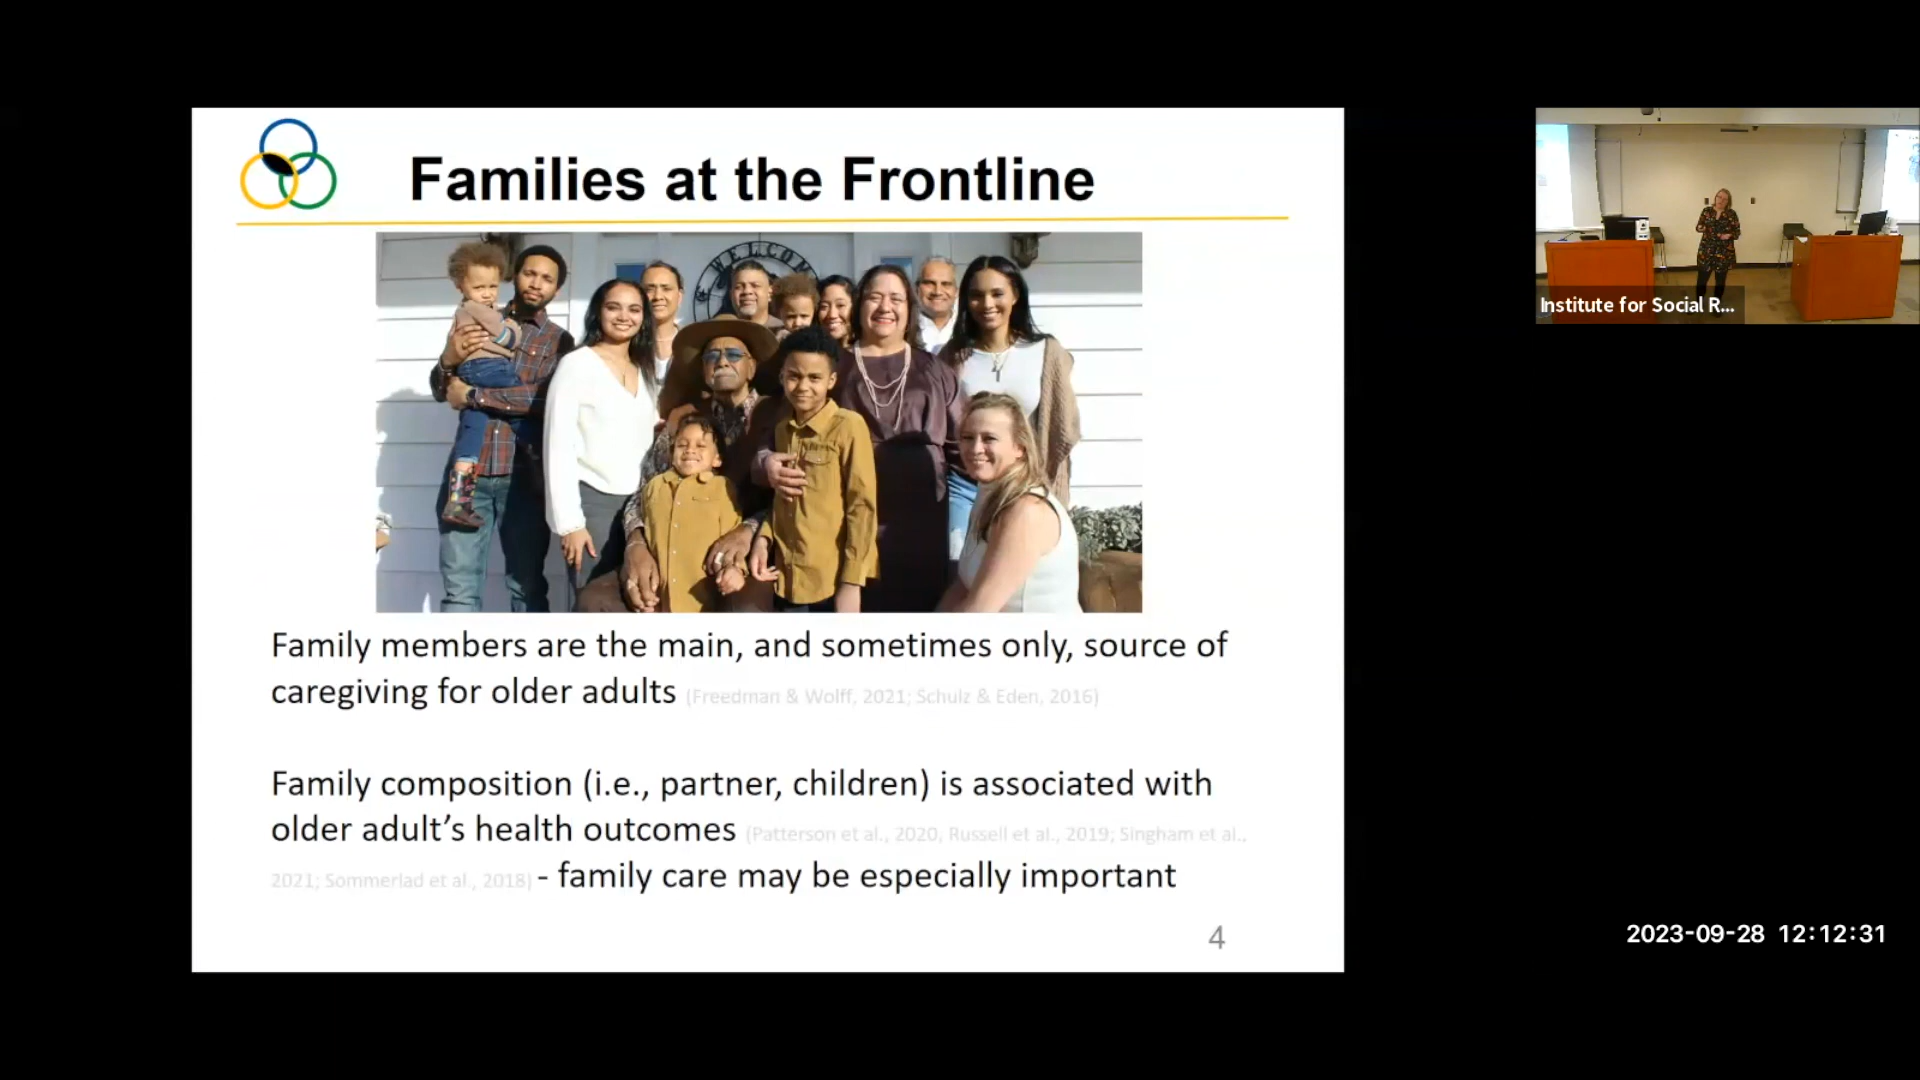 Families at the Frontline
WELCOM
Family members are the main, and sometimes only, source of
caregiving for older adults (Freedman & Wolff, 2021; Schulz & Eden, 2016)
Family composition (i.e., partner, children) is associated with
older adult’s health outcomes (Patterson et al., 2020, Russell et al., 2019; Singham et al.,
2021; Sommerlad et al., 2018) - family care may be especially important
4
Institute for Social R...
2023-09-28 12:12:31